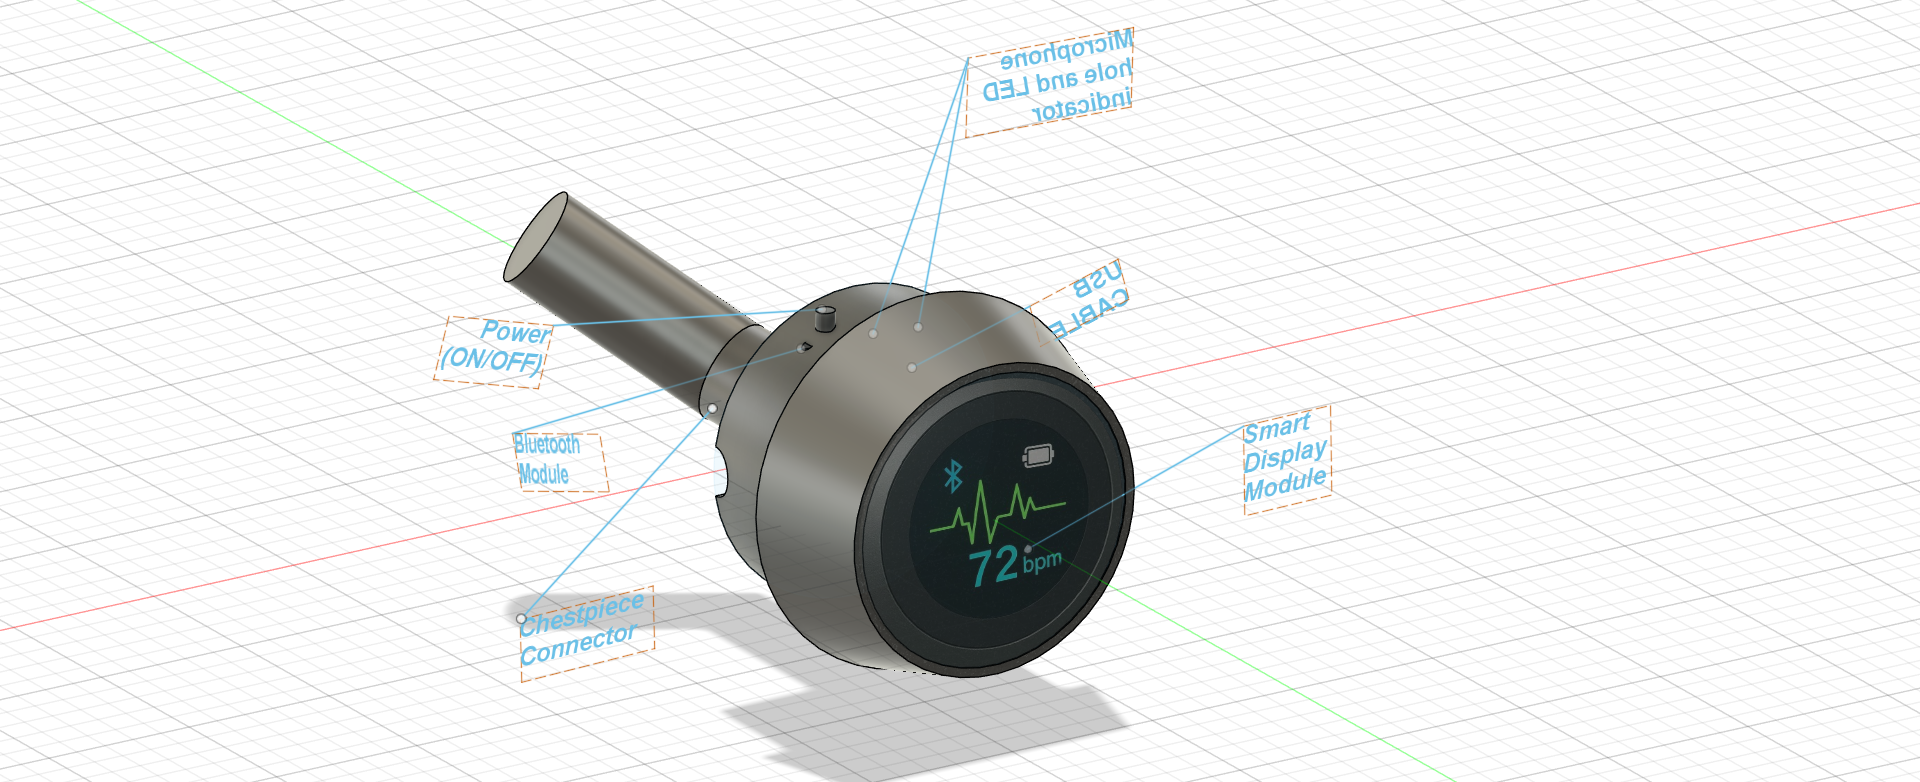 Microphone
hole and LED
indicator
USB
CABLE
Power
(ON/OFF)
Bluetooth
Module
Smart
Display
Module
72 bpm
Chestpiece
Connector